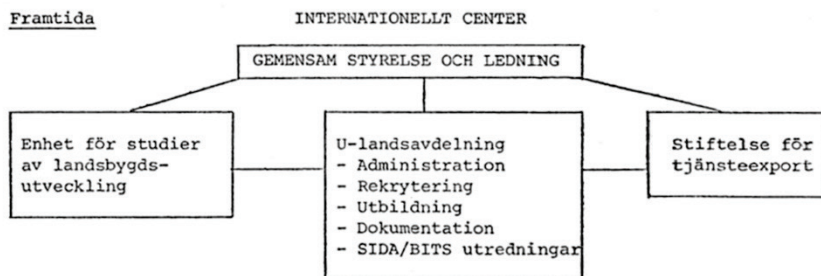 Framtida
INTERNATIONELLT CENTER
GEMENSAM STYRELSE OCH LEDNING
Enhet för studier
av landsbygds-
utveckling
U-landsavdelning
- Administration
- Rekrytering
- Utbildning
- Dokumentation
- SIDA/BITS utredningar
Stiftelse för
tjänsteexport